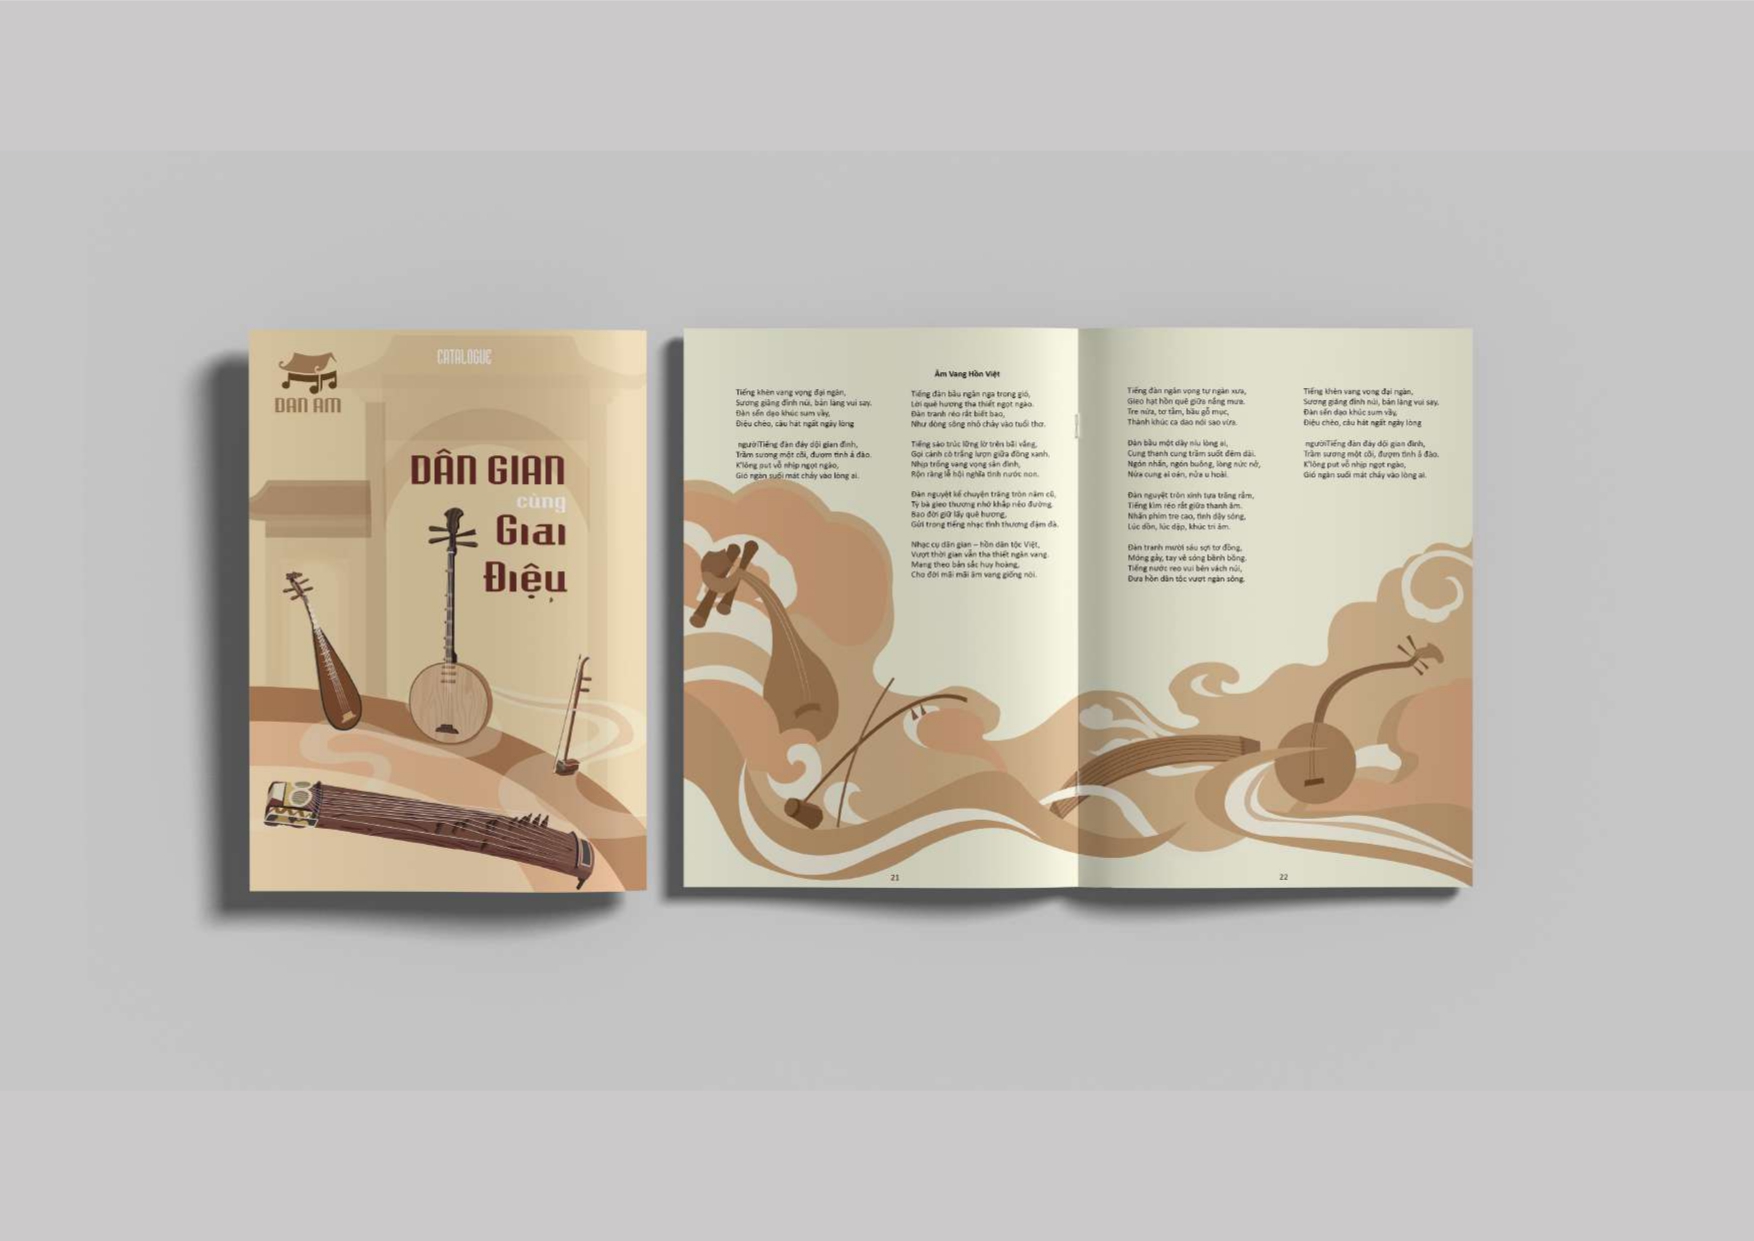 CATALOGUE
DAN AM
DÂN GIAN
cùng
Giai
Điệu
Tiếng khèn vang vọng đại ngàn,
Sương giăng đỉnh núi, bản làng vui say.
Đàn sến dạo khúc sum vầy,
Điệu chèo, câu hát ngất ngây lòng
ngườiTiếng đàn đáy dội gian đình,
Trầm sương một cõi, đượm tình ả đào.
K'lông put vỗ nhịp ngọt ngào,
Gió ngàn suối mát chảy vào lòng ai.
Âm Vang Hồn Việt
Tiếng đàn bầu ngân nga trong gió,
Lời quê hương tha thiết ngọt ngào.
Đàn tranh réo rắt biết bao,
Như dòng sông nhỏ chảy vào tuổi thơ.
Tiếng sáo trúc lững lờ trên bãi vắng,
Gọi cánh cò trắng lượn giữa đồng xanh.
Nhịp trống vang vọng sân đình,
Rộn ràng lễ hội nghĩa tình nước non.
Đàn nguyệt kể chuyện trăng tròn năm cũ,
Tỳ bà gieo thương nhớ khắp nẻo đường.
Bao đời giữ lấy quê hương,
Gửi trong tiếng nhạc tình thương đậm đà.
Nhạc cụ dân gian – hồn dân tộc Việt,
Vượt thời gian vẫn tha thiết ngân vang.
Mang theo bản sắc huy hoàng,
Cho đời mãi mãi âm vang giống nòi.
21
Tiếng đàn ngân vọng tự ngàn xưa,
Gieo hạt hồn quê giữa nắng mưa.
Tre nứa, tơ tằm, bầu gỗ mục,
Thành khúc ca dao nói sao vừa.
Đàn bầu một dây níu lòng ai,
Cung thanh cung trầm suốt đêm dài.
Ngón nhấn, ngón buông, lòng nức nở,
Nửa cung ai oán, nửa u hoài.
Đàn nguyệt tròn xinh tựa trăng rằm,
Tiếng kim réo rắt giữa thanh âm.
Nhấn phím tre cao, tình dậy sóng,
Lúc dồn, lúc dập, khúc tri âm.
Đàn tranh mười sáu sợi tơ đồng,
Móng gảy, tay vê sóng bềnh bồng.
Tiếng nước reo vui bên vách núi,
Đưa hồn dân tộc vượt ngàn sông.
Tiếng khèn vang vọng đại ngàn,
Sương giăng đỉnh núi, bản làng vui say.
Đàn sến dạo khúc sum vầy,
Điệu chèo, câu hát ngất ngây lòng
ngườiTiếng đàn đáy dội gian đình,
Trầm sương một cõi, đượm tình ả đào.
K'lông put vỗ nhịp ngọt ngào,
Gió ngàn suối mát chảy vào lòng ai.
22